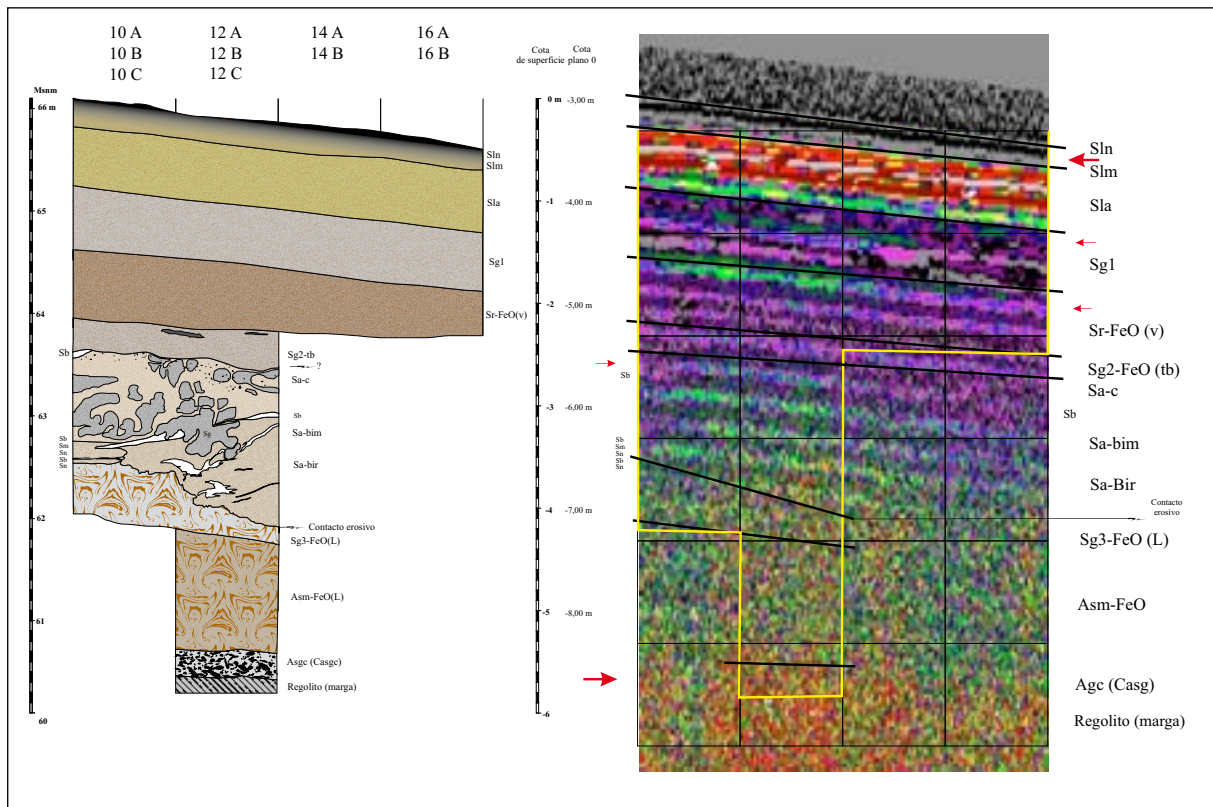 10 A 12 A 14 A 16 A
10 B 12 B 14 B 16 B
10 C 12 C
Cota de superficie
Cota plano 0
Msnm
66 m
65
64
63
62
61
60
Sln
Slm
Sla
Sg1
Sr-FeO(v)
Sb
Sg2-tb
?
Sa-c
Sb
Sg
Sa-bim
Sb
Sm
Sn
Sb
Sn
Sa-bir
Contacto erosivo
Sg3-FeO(L)
Asm-FeO(L)
Asgc (Casgc)
Regolito (marga)
0 m -3,00 m
-1 -4,00 m
-2 -5,00 m
-3 -6,00 m
-4 -7,00 m
-5 -8,00 m
-6
Sb
Sb
Sm
Sn
Sb
Sn
Sln
Slm
Sla
Sg1
Sr-FeO (v)
Sg2-FeO (tb)
Sa-c
Sb
Sa-bim
Sa-Bir
Contacto
erosivo
Sg3-FeO (L)
Asm-FeO
Agc (Casg)
Regolito (marga)